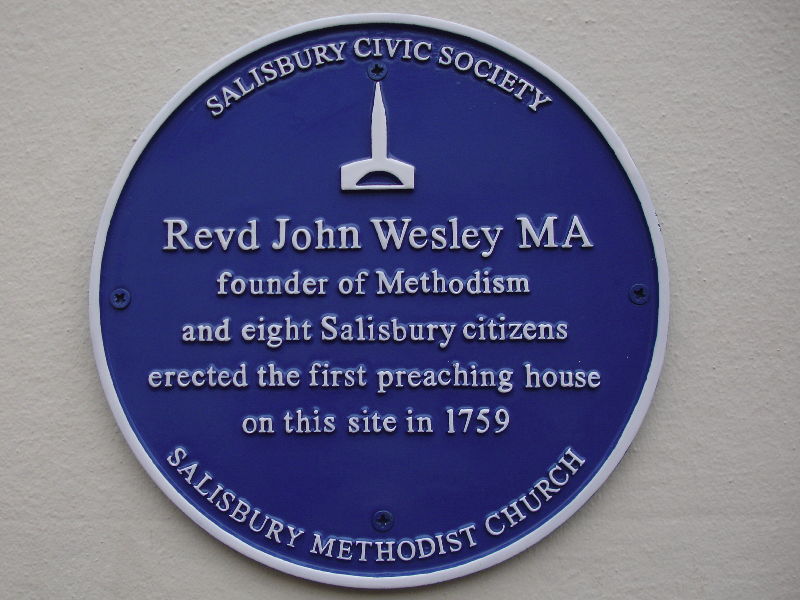 SALISBURY CIVIC SOCIETY
Revd John Wesley MA
founder of Methodism
and eight Salisbury citizens
erected the first preaching house
on this site in 1759
SALISBURY METHODIST CHURCH